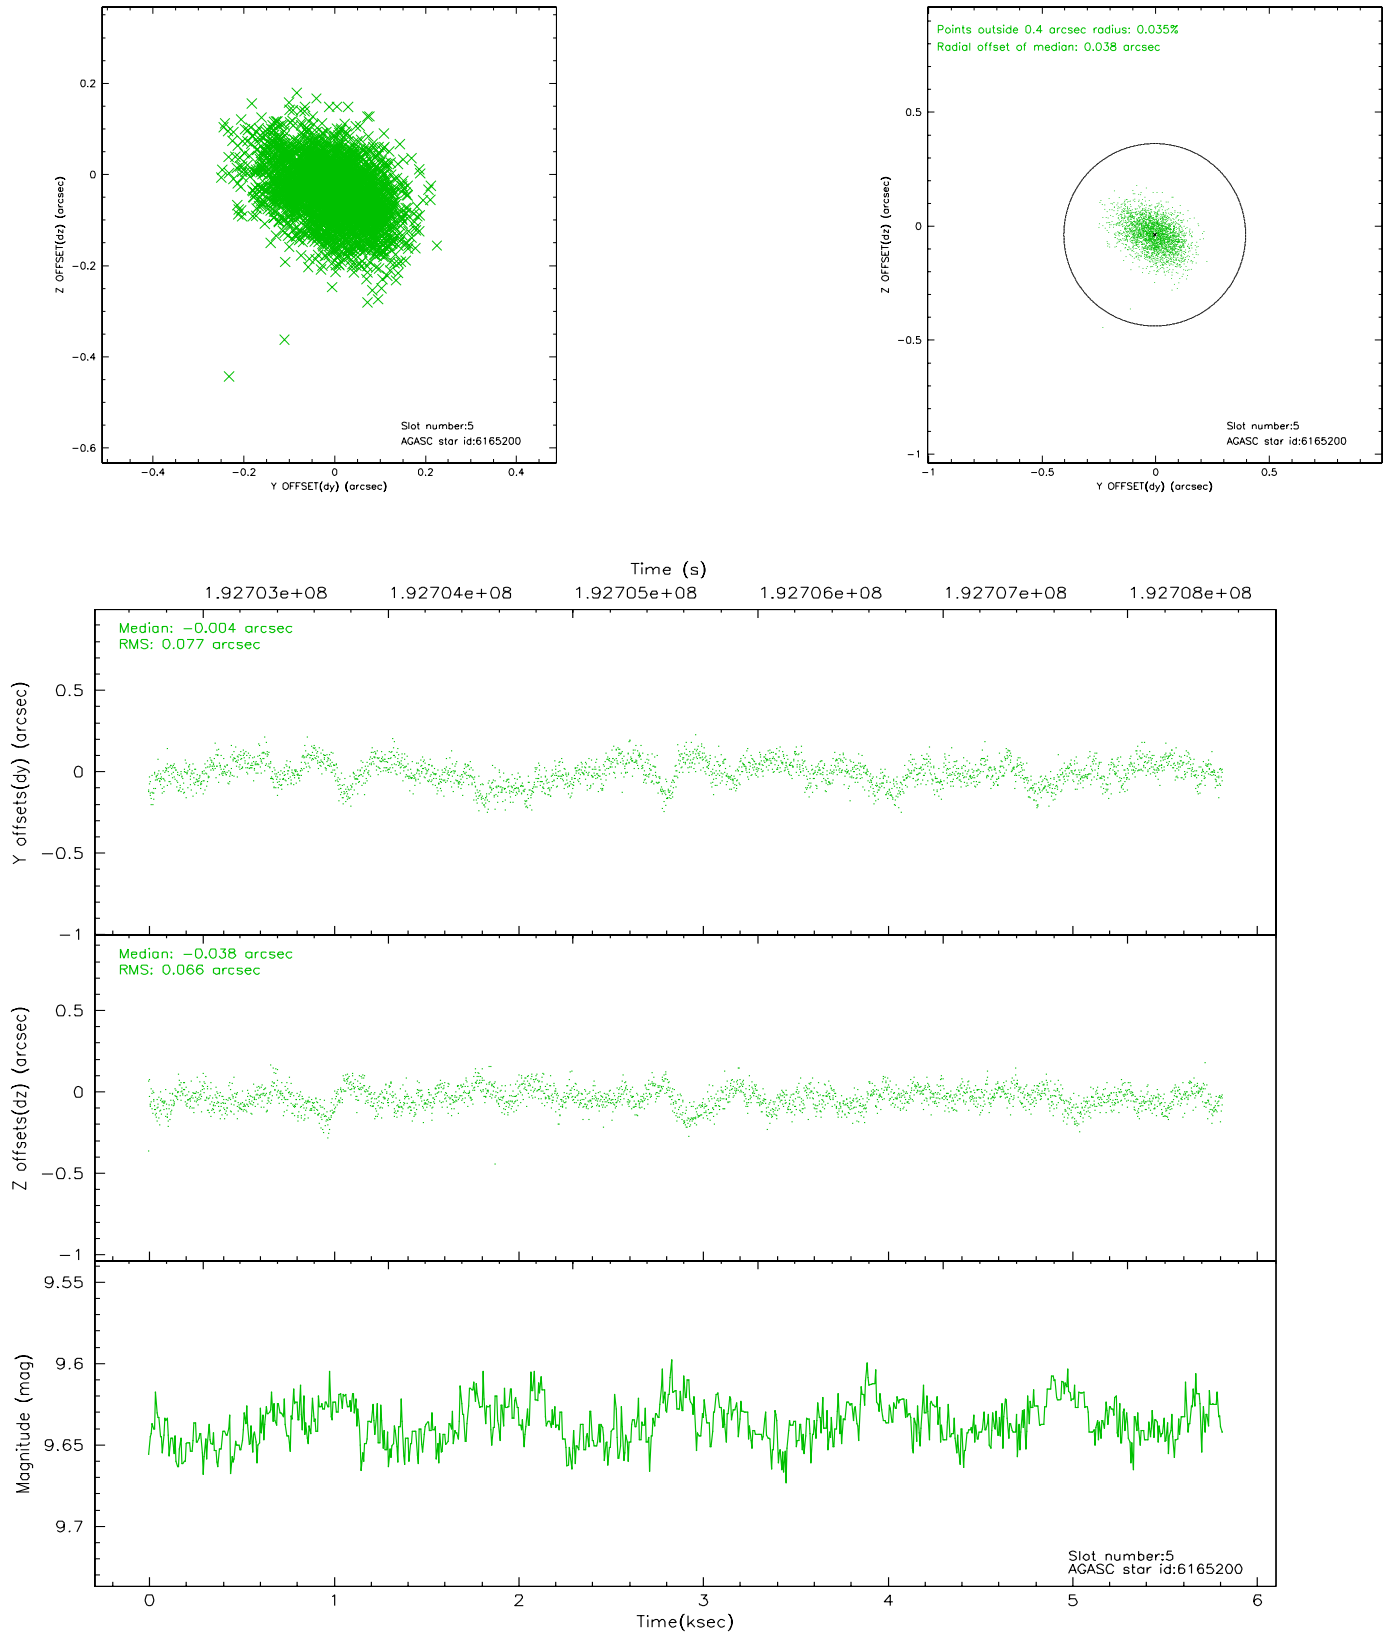 0.2
0
-0.2
-0.4
-0.6
Z OFFSET(dz) (arcsec)
Slot number:5
AGASC star id:6165200
-0.4 -0.2 0 0.2 0.4
Y OFFSET(dy) (arcsec)
Points outside 0.4 arcsec radius: 0.035%
Radial offset of median: 0.038 arcsec
0.5
0
-0.5
-1
Z OFFSET(dz) (arcsec)
Slot number:5
AGASC star id:6165200
-1 -0.5 0 0.5
Y OFFSET(dy) (arcsec)
Time (s)
1.92703e+08 1.92704e+08 1.92705e+08 1.92706e+08 1.92707e+08 1.92708e+08
Median: -0.004 arcsec
RMS: 0.077 arcsec
0.5
0
-0.5
-1
Y offsets(dy) (arcsec)
Median: -0.038 arcsec
RMS: 0.066 arcsec
0.5
0
-0.5
-1
Z offsets(dz) (arcsec)
9.55
9.6
9.65
9.7
Magnitude (mag)
Slot number:5
AGASC star id:6165200
0 1 2 3 4 5 6
Time(ksec)